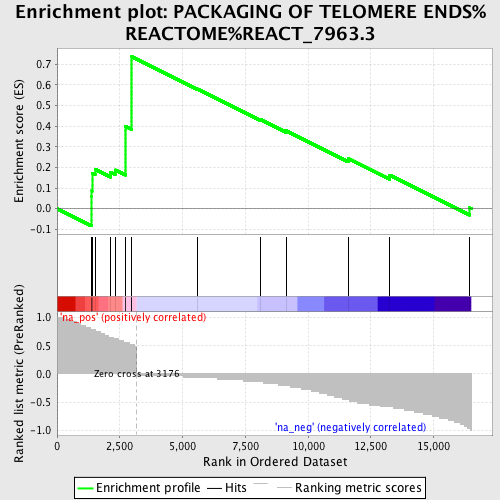 Enrichment plot: PACKAGING OF TELOMERE ENDS%
REACTOME%REACT_7963.3
Enrichment score (ES)
0.7
0.6
0.5
0.4
0.3
0.2
0.1
0.0
-0.1
Ranked list metric (PreRanked)
1.0
0.5
0.0
-0.5
-1.0
'na_pos' (positively correlated)
Zero cross at 3176
'na_neg' (negatively correlated)
0 2,500 5,000 7,500 10,000 12,500 15,000
Rank in Ordered Dataset
Enrichment profile Hits Ranking metric scores